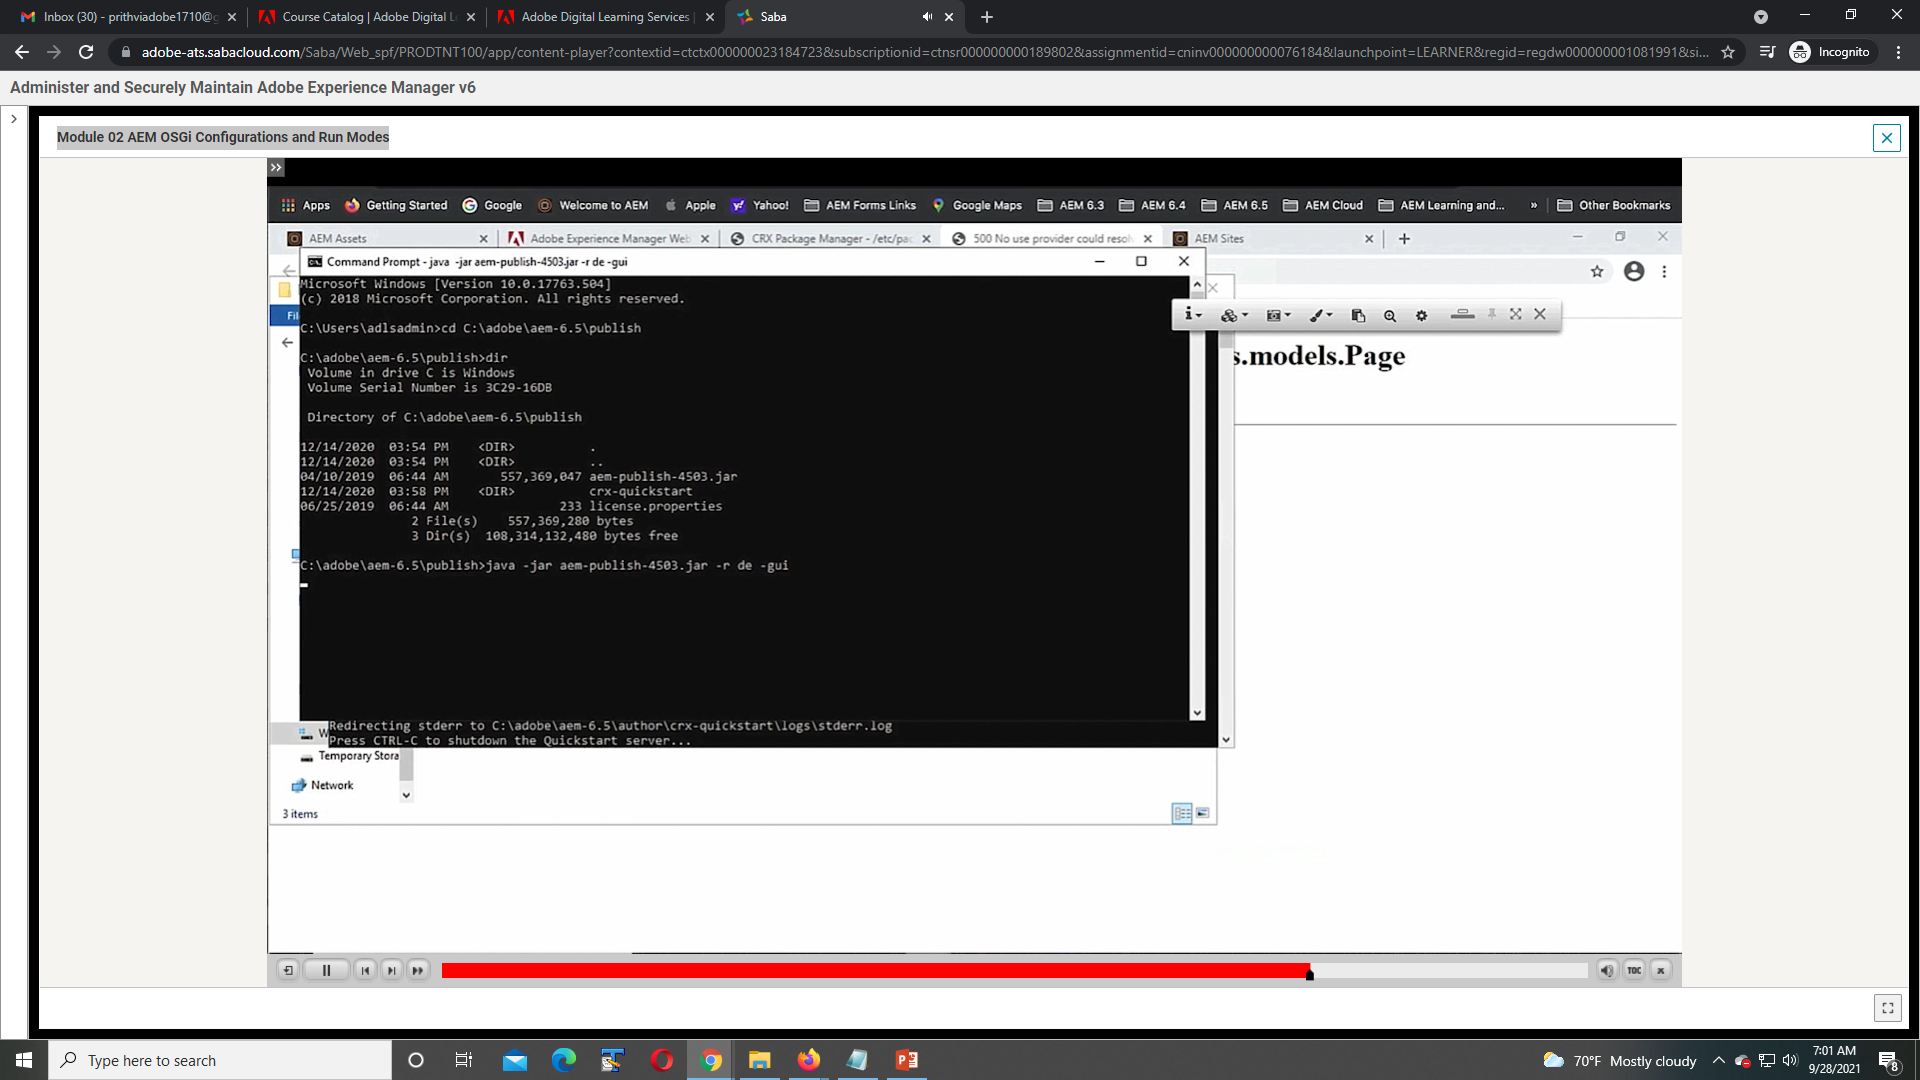 Inbox (30) - prithviadobe1710@g
Course Catalog | Adobe Digital L
Adobe Digital Learning Services |
Saba
adobe-ats.sabacloud.com/Saba/Web_spf/PRODTNT100/app/content-player?contextid=ctctx000000023184723&subscriptionid=ctnsr0000000000189802&assignmentid=cninv000000000076184&launchpoint=LEARNER&regid=regdw000000001081991&si...
Incognito
Administer and Securely Maintain Adobe Experience Manager v6
Module 02 AEM OSGi Configurations and Run Modes
Apps
Getting Started
Google
Welcome to AEM
Apple
Yahoo!
AEM Forms Links
Google Maps
AEM 6.3
AEM 6.4
AEM 6.5
AEM Cloud
AEM Learning and...
»
Other Bookmarks
AEM Assets
Adobe Experience Manager Web
CRX Package Manager - /etc/pac
500 No use provider could resolv
AEM Sites
Command Prompt - java -jar aem-publish-4503.jar -r de -gui
Microsoft Windows [Version 10.0.17763.504]
(c) 2018 Microsoft Corporation. All rights reserved.
C:\Users\adlsadmin>cd C:\adobe\aem-6.5\publish
C:\adobe\aem-6.5\publish>dir
Volume in drive C is Windows
Volume Serial Number is 3C29-16DB
Directory of C:\adobe\aem-6.5\publish
12/14/2020 03:54 PM <DIR> .
12/14/2020 03:54 PM <DIR> ..
04/10/2019 06:44 AM 557,369,047 aem-publish-4503.jar
12/14/2020 03:58 PM <DIR> crx-quickstart
06/25/2019 06:44 AM 233 license.properties
2 File(s) 557,369,280 bytes
3 Dir(s) 108,314,132,480 bytes free
C:\adobe\aem-6.5\publish>java -jar aem-publish-4503.jar -r de -gui
s.models.Page
Fil
Redirecting stderr to C:\adobe\aem-6.5\author\crx-quickstart\logs\stderr.log
Press CTRL-C to shutdown the Quickstart server...
W
Temporary Stora
Network
3 items
TOC
Type here to search
70°F Mostly cloudy
7:01 AM
9/28/2021
8